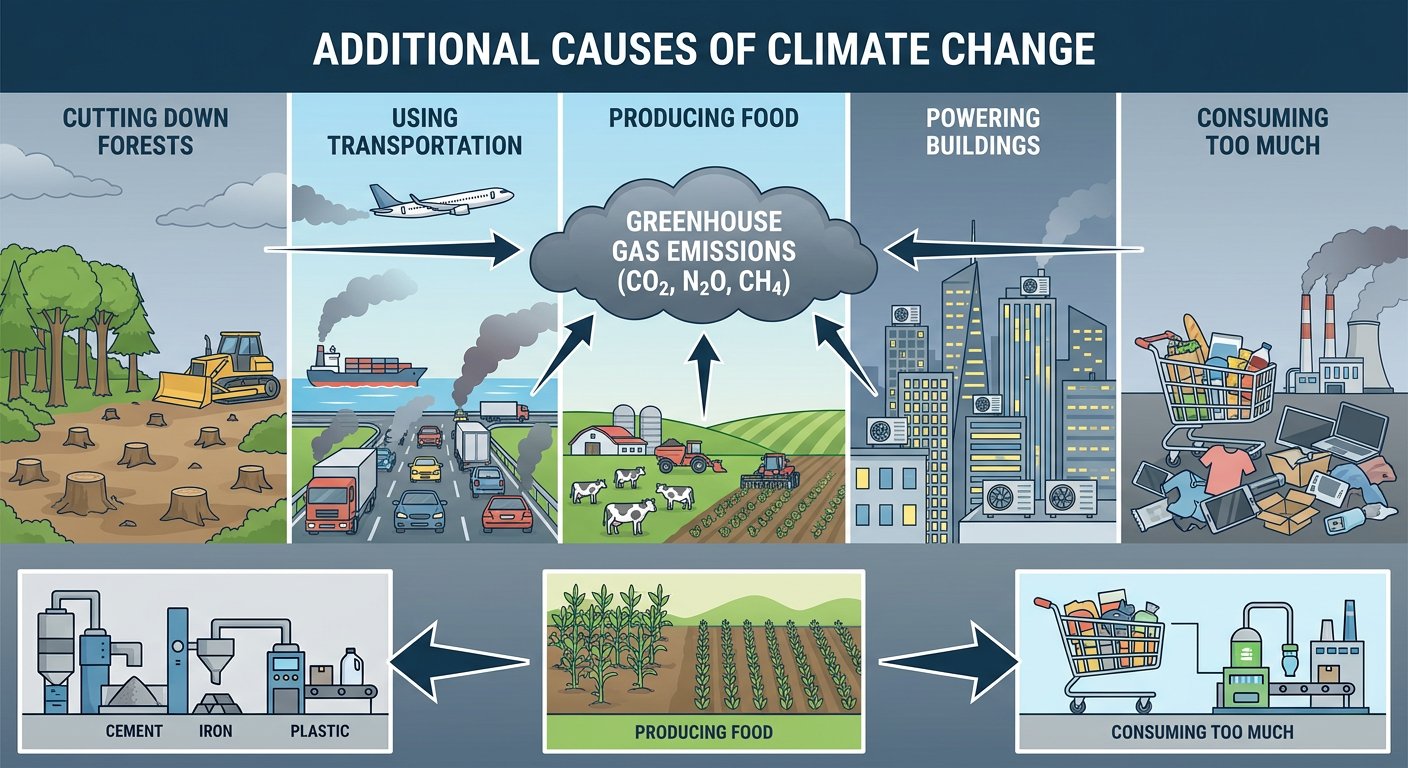 ADDITIONAL CAUSES OF CLIMATE CHANGE
CUTTING DOWN
FORESTS
USING
TRANSPORTATION
PRODUCING FOOD
POWERING
BUILDINGS
CONSUMING
TOO MUCH
GREENHOUSE
GAS EMISSIONS
(CO₂, N₂O, CH₄)
CEMENT
IRON
PLASTIC
PRODUCING FOOD
CONSUMING TOO MUCH